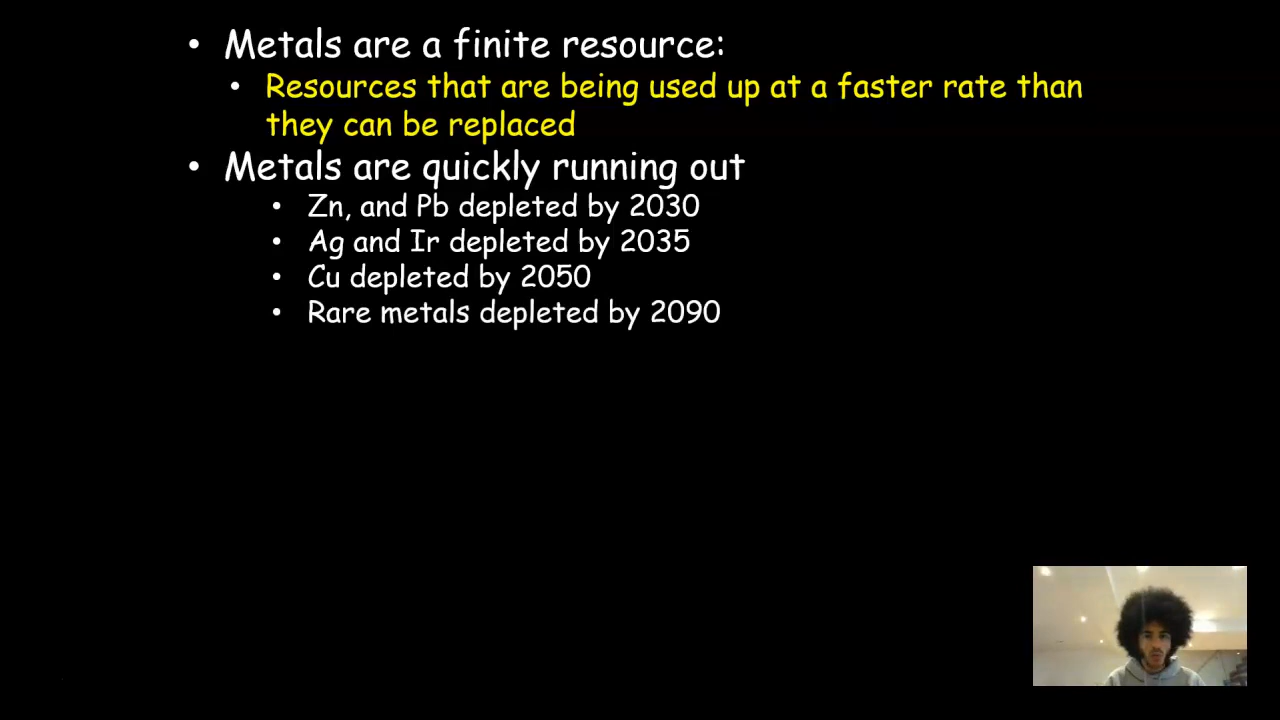 • Metals are a finite resource:
• Resources that are being used up at a faster rate than
they can be replaced
• Metals are quickly running out
• Zn, and Pb depleted by 2030
• Ag and Ir depleted by 2035
• Cu depleted by 2050
• Rare metals depleted by 2090